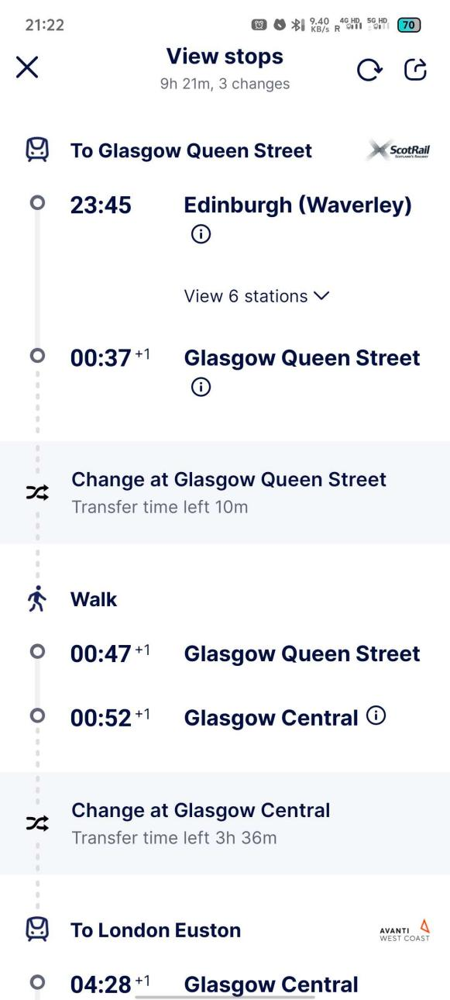 21:22
9.40
KB/s
R
4G HD
5G HD
70
View stops
9h 21m, 3 changes
To Glasgow Queen Street
ScotRail
SCOTLAND'S RAILWAY
23:45
Edinburgh (Waverley)
View 6 stations
00:37 +1
Glasgow Queen Street
Change at Glasgow Queen Street
Transfer time left 10m
Walk
00:47 +1
Glasgow Queen Street
00:52 +1
Glasgow Central
Change at Glasgow Central
Transfer time left 3h 36m
To London Euston
AVANTI
WEST COAST
04:28 +1
Glasgow Central